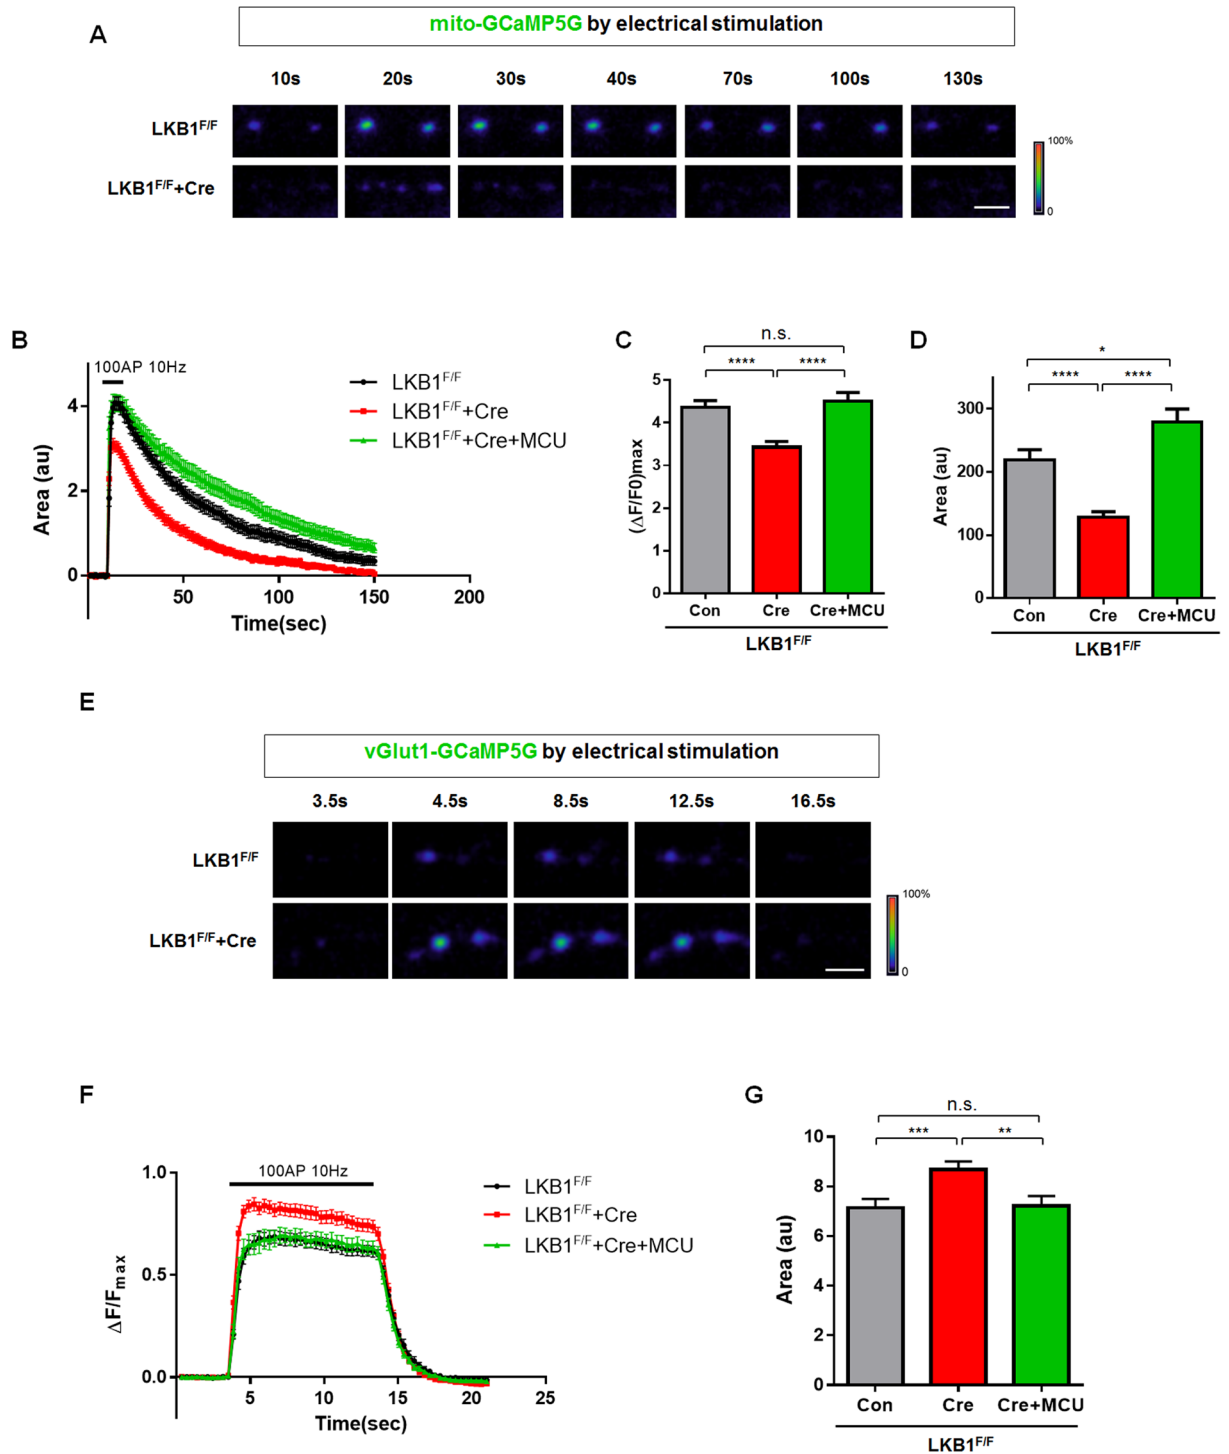 A
mito-GCaMP5G by electrical stimulation
10s 20s 30s 40s 70s 100s 130s
LKB1F/F
LKB1F/F+Cre
100%
0
B
100AP 10Hz
LKB1F/F
LKB1F/F+Cre
LKB1F/F+Cre+MCU
Area (au)
4
2
0
50 100 150 200
Time(sec)
C
n.s.
**** ****
(ΔF/F0)max
5
4
3
2
1
0
Con Cre Cre+MCU
LKB1F/F
D
*
**** ****
Area (au)
300
200
100
0
Con Cre Cre+MCU
LKB1F/F
E
vGlut1-GCaMP5G by electrical stimulation
3.5s 4.5s 8.5s 12.5s 16.5s
LKB1F/F
LKB1F/F+Cre
100%
0
F
100AP 10Hz
LKB1F/F
LKB1F/F+Cre
LKB1F/F+Cre+MCU
ΔF/Fmax
1.0
0.5
0.0
5 10 15 20 25
Time(sec)
G
n.s.
*** **
Area (au)
10
8
6
4
2
0
Con Cre Cre+MCU
LKB1F/F